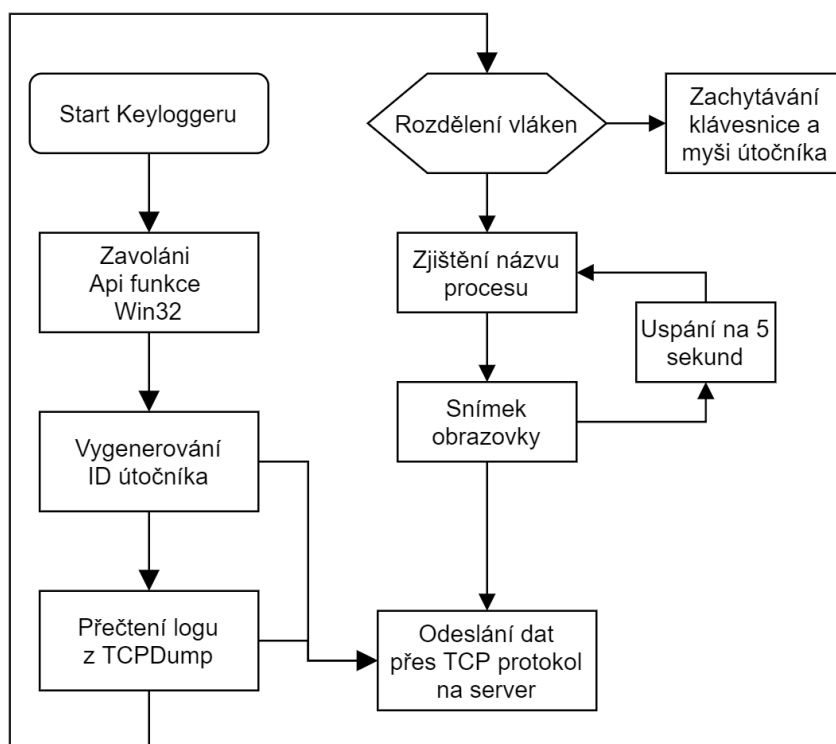 Start Keyloggeru
Zavoláni
Api funkce
Win32
Vygenerování
ID útočníka
Přečtení logu
z TCPDump
Rozdělení vláken
Zachytávání
klávesnice a
myši útočníka
Zjištění názvu
procesu
Uspání na 5
sekund
Snímek
obrazovky
Odeslání dat
přes TCP protokol
na server